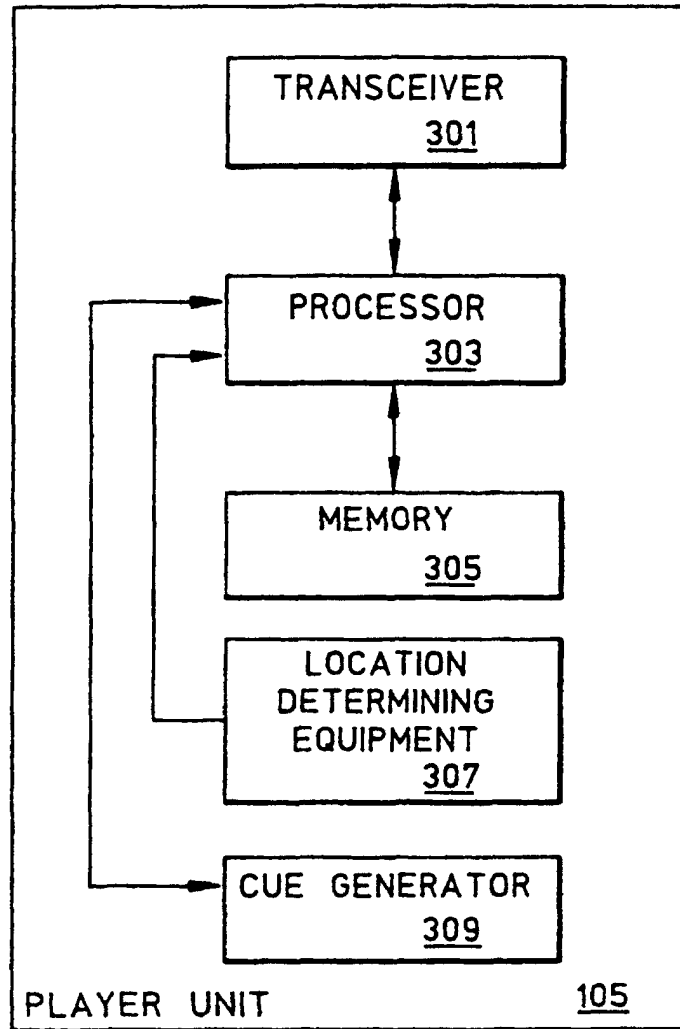 TRANSCEIVER
301
PROCESSOR
303
MEMORY
305
LOCATION
DETERMINING
EQUIPMENT
307
CUE GENERATOR
309
PLAYER UNIT 105